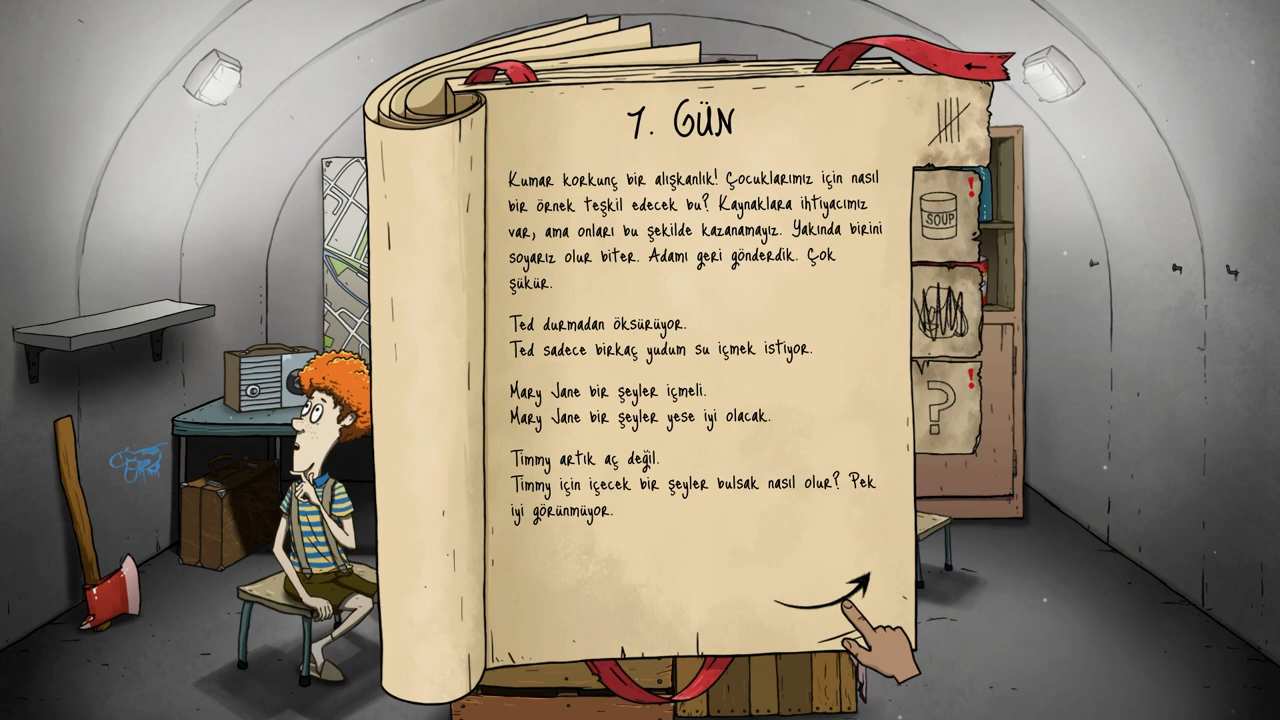 7. GÜN
Kumar korkunç bir alışkanlık! Çocuklarımız için nasıl
bir örnek teşkil edecek bu? Kaynaklara ihtiyacımız
var, ama onları bu şekilde kazanamayız. Yakında birini
soyarız olur biter. Adamı geri gönderdik. Çok
şükür.
Ted durmadan öksürüyor.
Ted sadece birkaç yudum su içmek istiyor.
Mary Jane bir şeyler içmeli.
Mary Jane bir şeyler yese iyi olacak.
Timmy artık aç değil.
Timmy için içecek bir şeyler bulsak nasıl olur? Pek
iyi görünmüyor.
!
SOUP
!
?